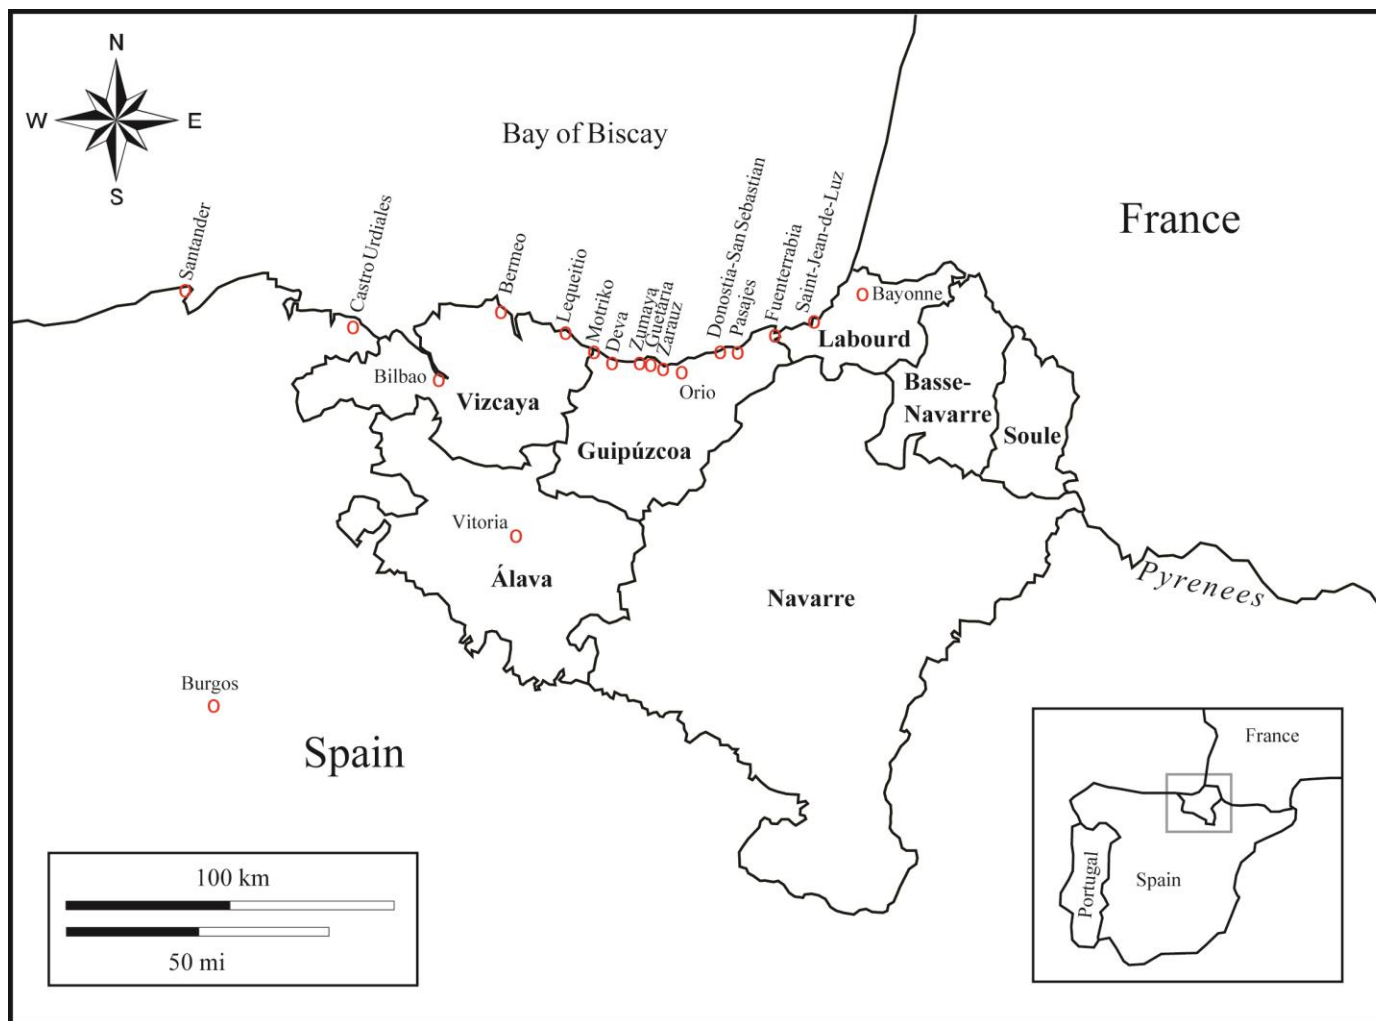 N
W
E
S
Bay of Biscay
France
Santander
Castro Urdiales
Bermeo
Lequeitio
Motriko
Deva
Zumaya
Guetária
Zarauz
Orio
Donostia-San Sebastian
Pasajes
Fuenterrabia
Saint-Jean-de-Luz
Bayonne
Labourd
Bilbao
Vizcaya
Basse-
Navarre
Soule
Guipúzcoa
Vitoria
Álava
Navarre
Pyrenees
Burgos
Spain
100 km
50 mi
France
Spain
Portugal